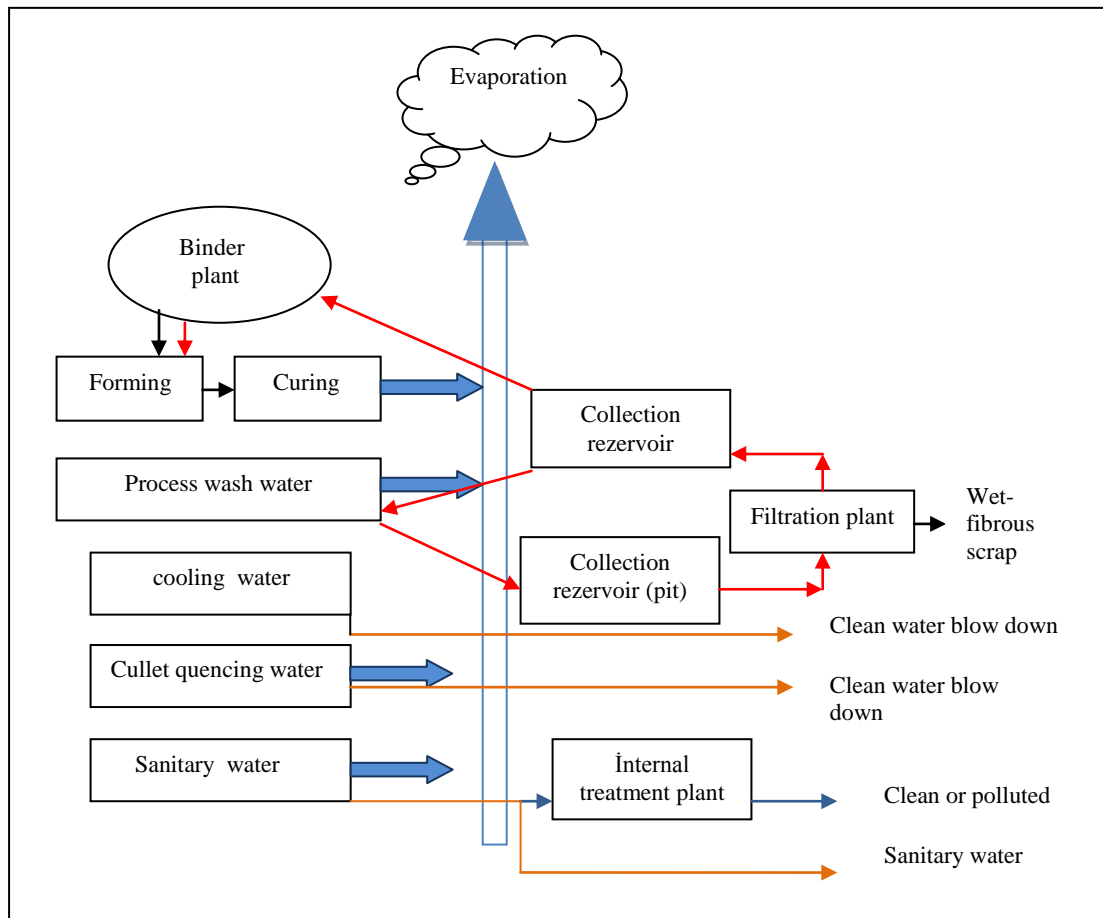 Evaporation
Binder
plant
Forming
Curing
Collection
rezervoir
Process wash water
Filtration plant
Wet-
fibrous
scrap
cooling water
Collection
rezervoir (pit)
Clean water blow down
Cullet quencing water
Clean water blow
down
Sanitary water
İnternal
treatment plant
Clean or polluted
Sanitary water